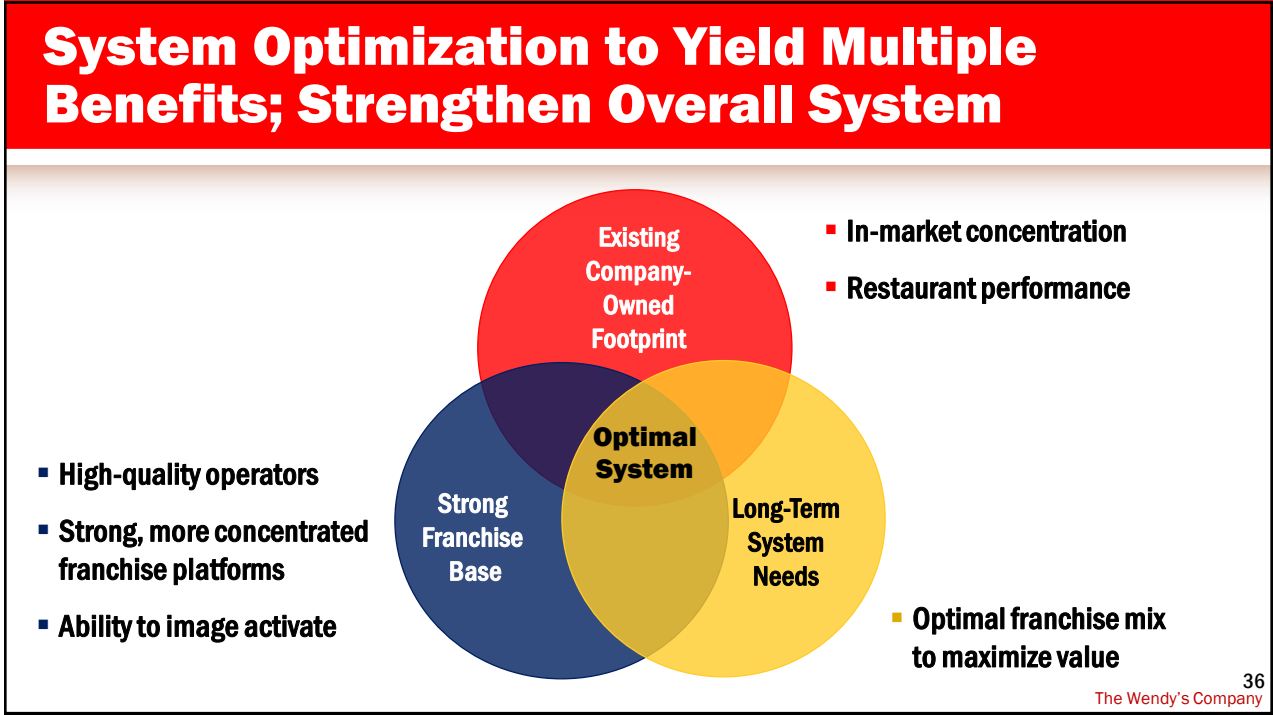 System Optimization to Yield Multiple
Benefits; Strengthen Overall System
Existing
Company-
Owned
Footprint
▪ In-market concentration
▪ Restaurant performance
Optimal
System
▪ High-quality operators
▪ Strong, more concentrated
franchise platforms
▪ Ability to image activate
Strong
Franchise
Base
Long-Term
System
Needs
▪ Optimal franchise mix
to maximize value
36
The Wendy's Company